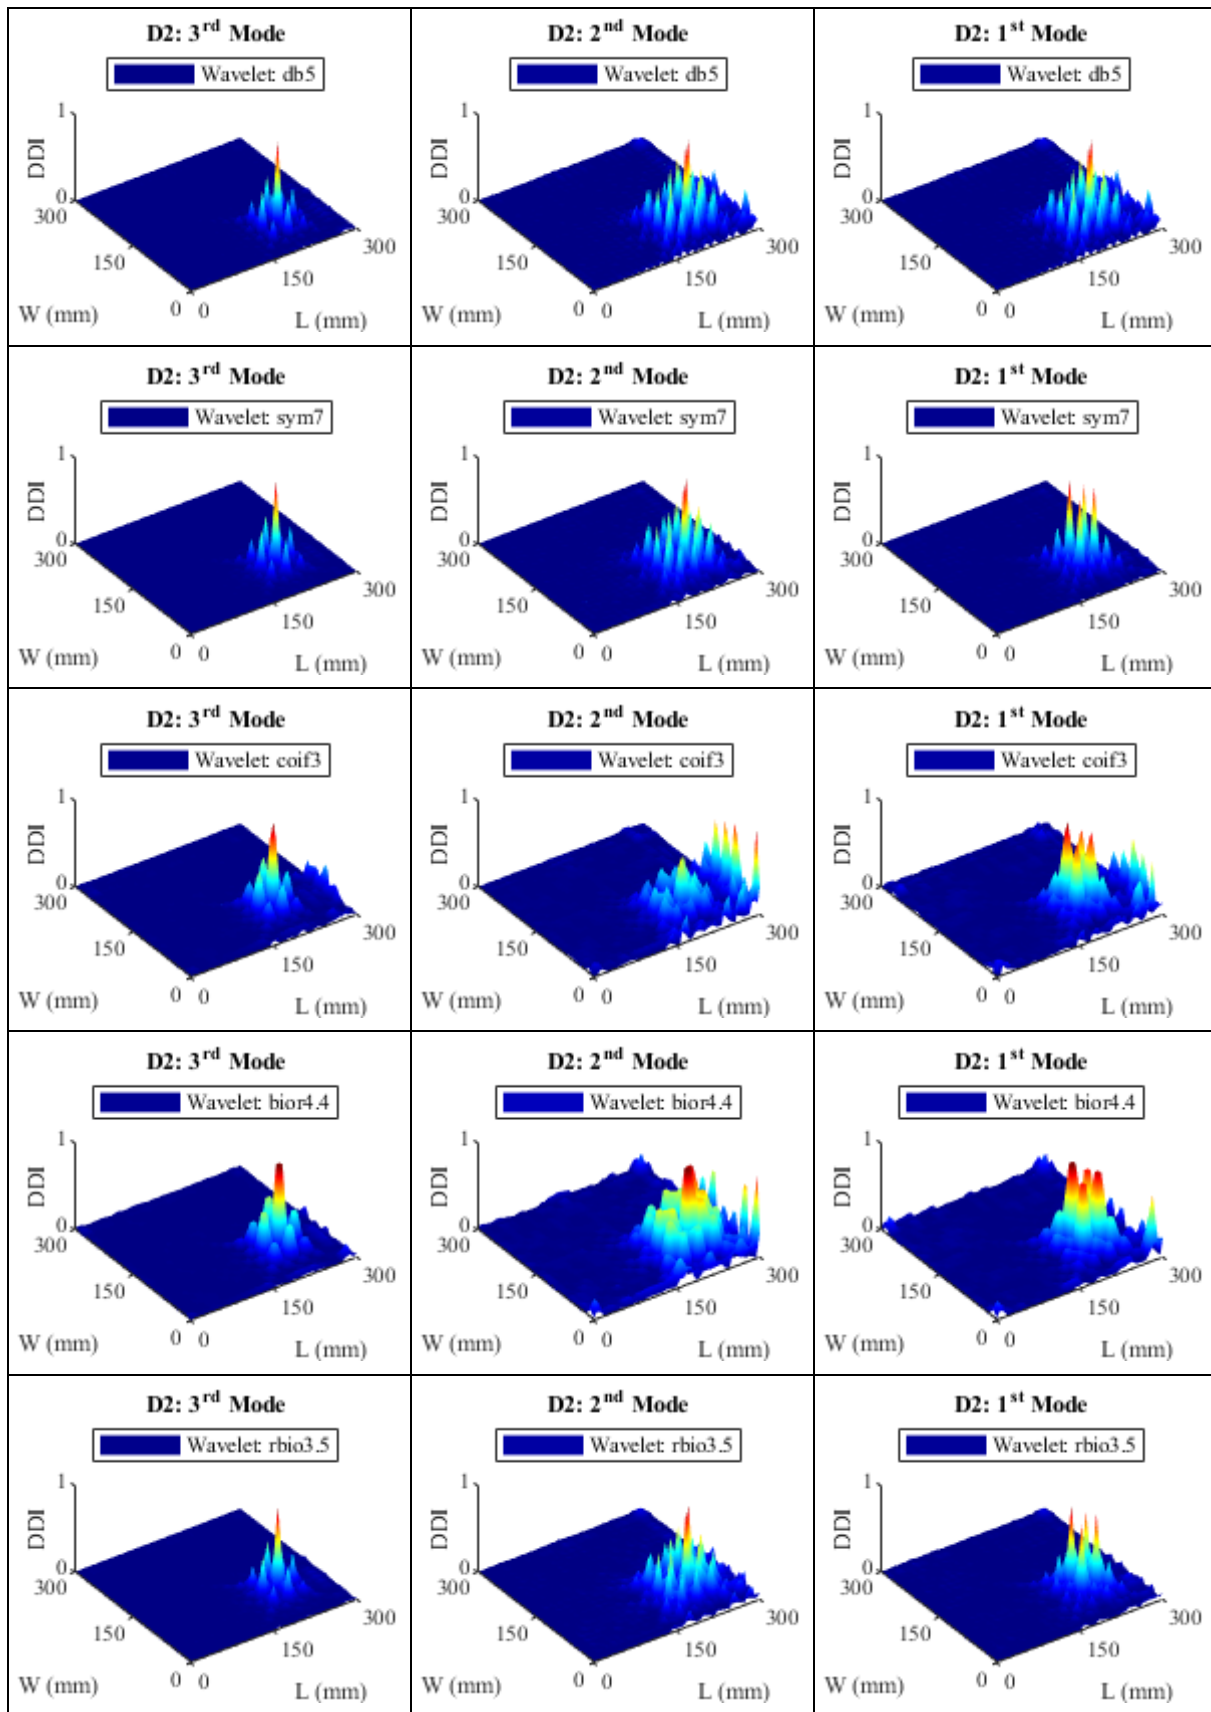 D2: 3rd Mode
Wavelet: db5
1
DDI
0
300
150
0 0
150
300
W (mm)
L (mm)
D2: 2nd Mode
Wavelet: db5
1
DDI
0
300
150
0 0
150
300
W (mm)
L (mm)
D2: 1st Mode
Wavelet: db5
1
DDI
0
300
150
0 0
150
300
W (mm)
L (mm)
D2: 3rd Mode
Wavelet: sym7
1
DDI
0
300
150
0 0
150
300
W (mm)
L (mm)
D2: 2nd Mode
Wavelet: sym7
1
DDI
0
300
150
0 0
150
300
W (mm)
L (mm)
D2: 1st Mode
Wavelet: sym7
1
DDI
0
300
150
0 0
150
300
W (mm)
L (mm)
D2: 3rd Mode
Wavelet: coif3
1
DDI
0
300
150
0 0
150
300
W (mm)
L (mm)
D2: 2nd Mode
Wavelet: coif3
1
DDI
0
300
150
0 0
150
300
W (mm)
L (mm)
D2: 1st Mode
Wavelet: coif3
1
DDI
0
300
150
0 0
150
300
W (mm)
L (mm)
D2: 3rd Mode
Wavelet: bior4.4
1
DDI
0
300
150
0 0
150
300
W (mm)
L (mm)
D2: 2nd Mode
Wavelet: bior4.4
1
DDI
0
300
150
0 0
150
300
W (mm)
L (mm)
D2: 1st Mode
Wavelet: bior4.4
1
DDI
0
300
150
0 0
150
300
W (mm)
L (mm)
D2: 3rd Mode
Wavelet: rbio3.5
1
DDI
0
300
150
0 0
150
300
W (mm)
L (mm)
D2: 2nd Mode
Wavelet: rbio3.5
1
DDI
0
300
150
0 0
150
300
W (mm)
L (mm)
D2: 1st Mode
Wavelet: rbio3.5
1
DDI
0
300
150
0 0
150
300
W (mm)
L (mm)